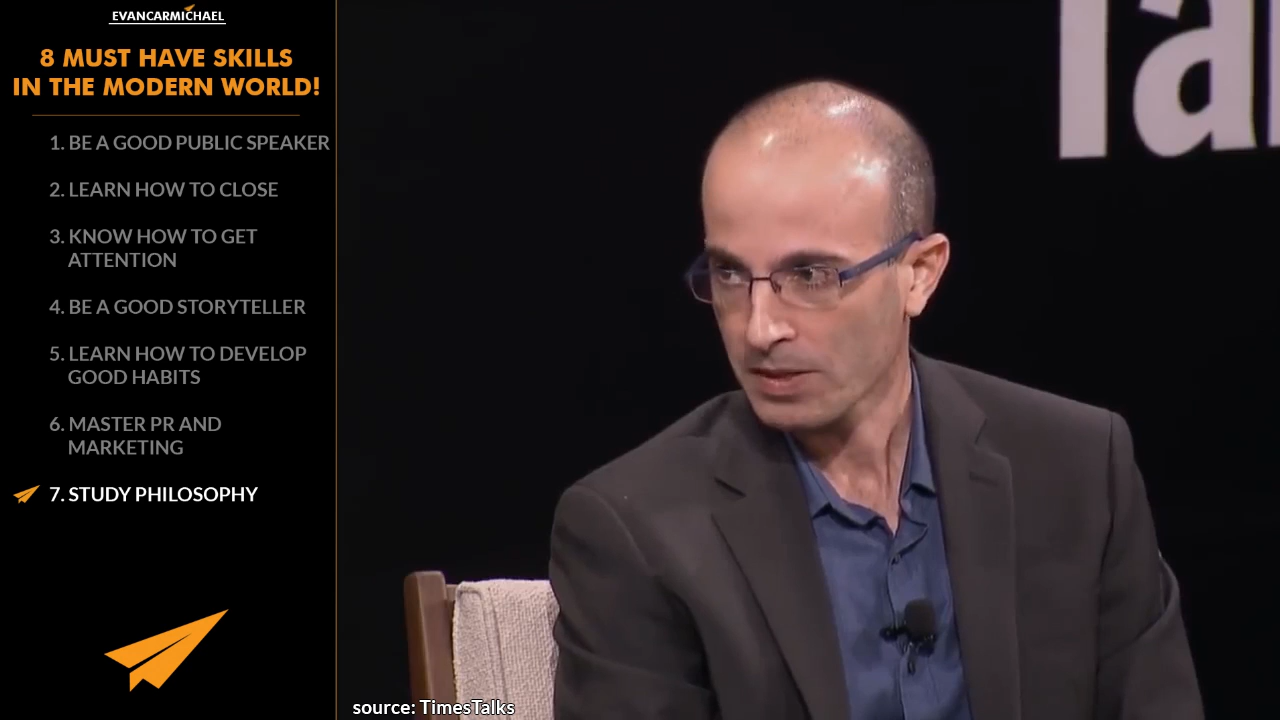 EVANCARMICHAEL
8 MUST HAVE SKILLS
IN THE MODERN WORLD!
1. BE A GOOD PUBLIC SPEAKER
2. LEARN HOW TO CLOSE
3. KNOW HOW TO GET
ATTENTION
4. BE A GOOD STORYTELLER
5. LEARN HOW TO DEVELOP
GOOD HABITS
6. MASTER PR AND
MARKETING
7. STUDY PHILOSOPHY
source: TimesTalks